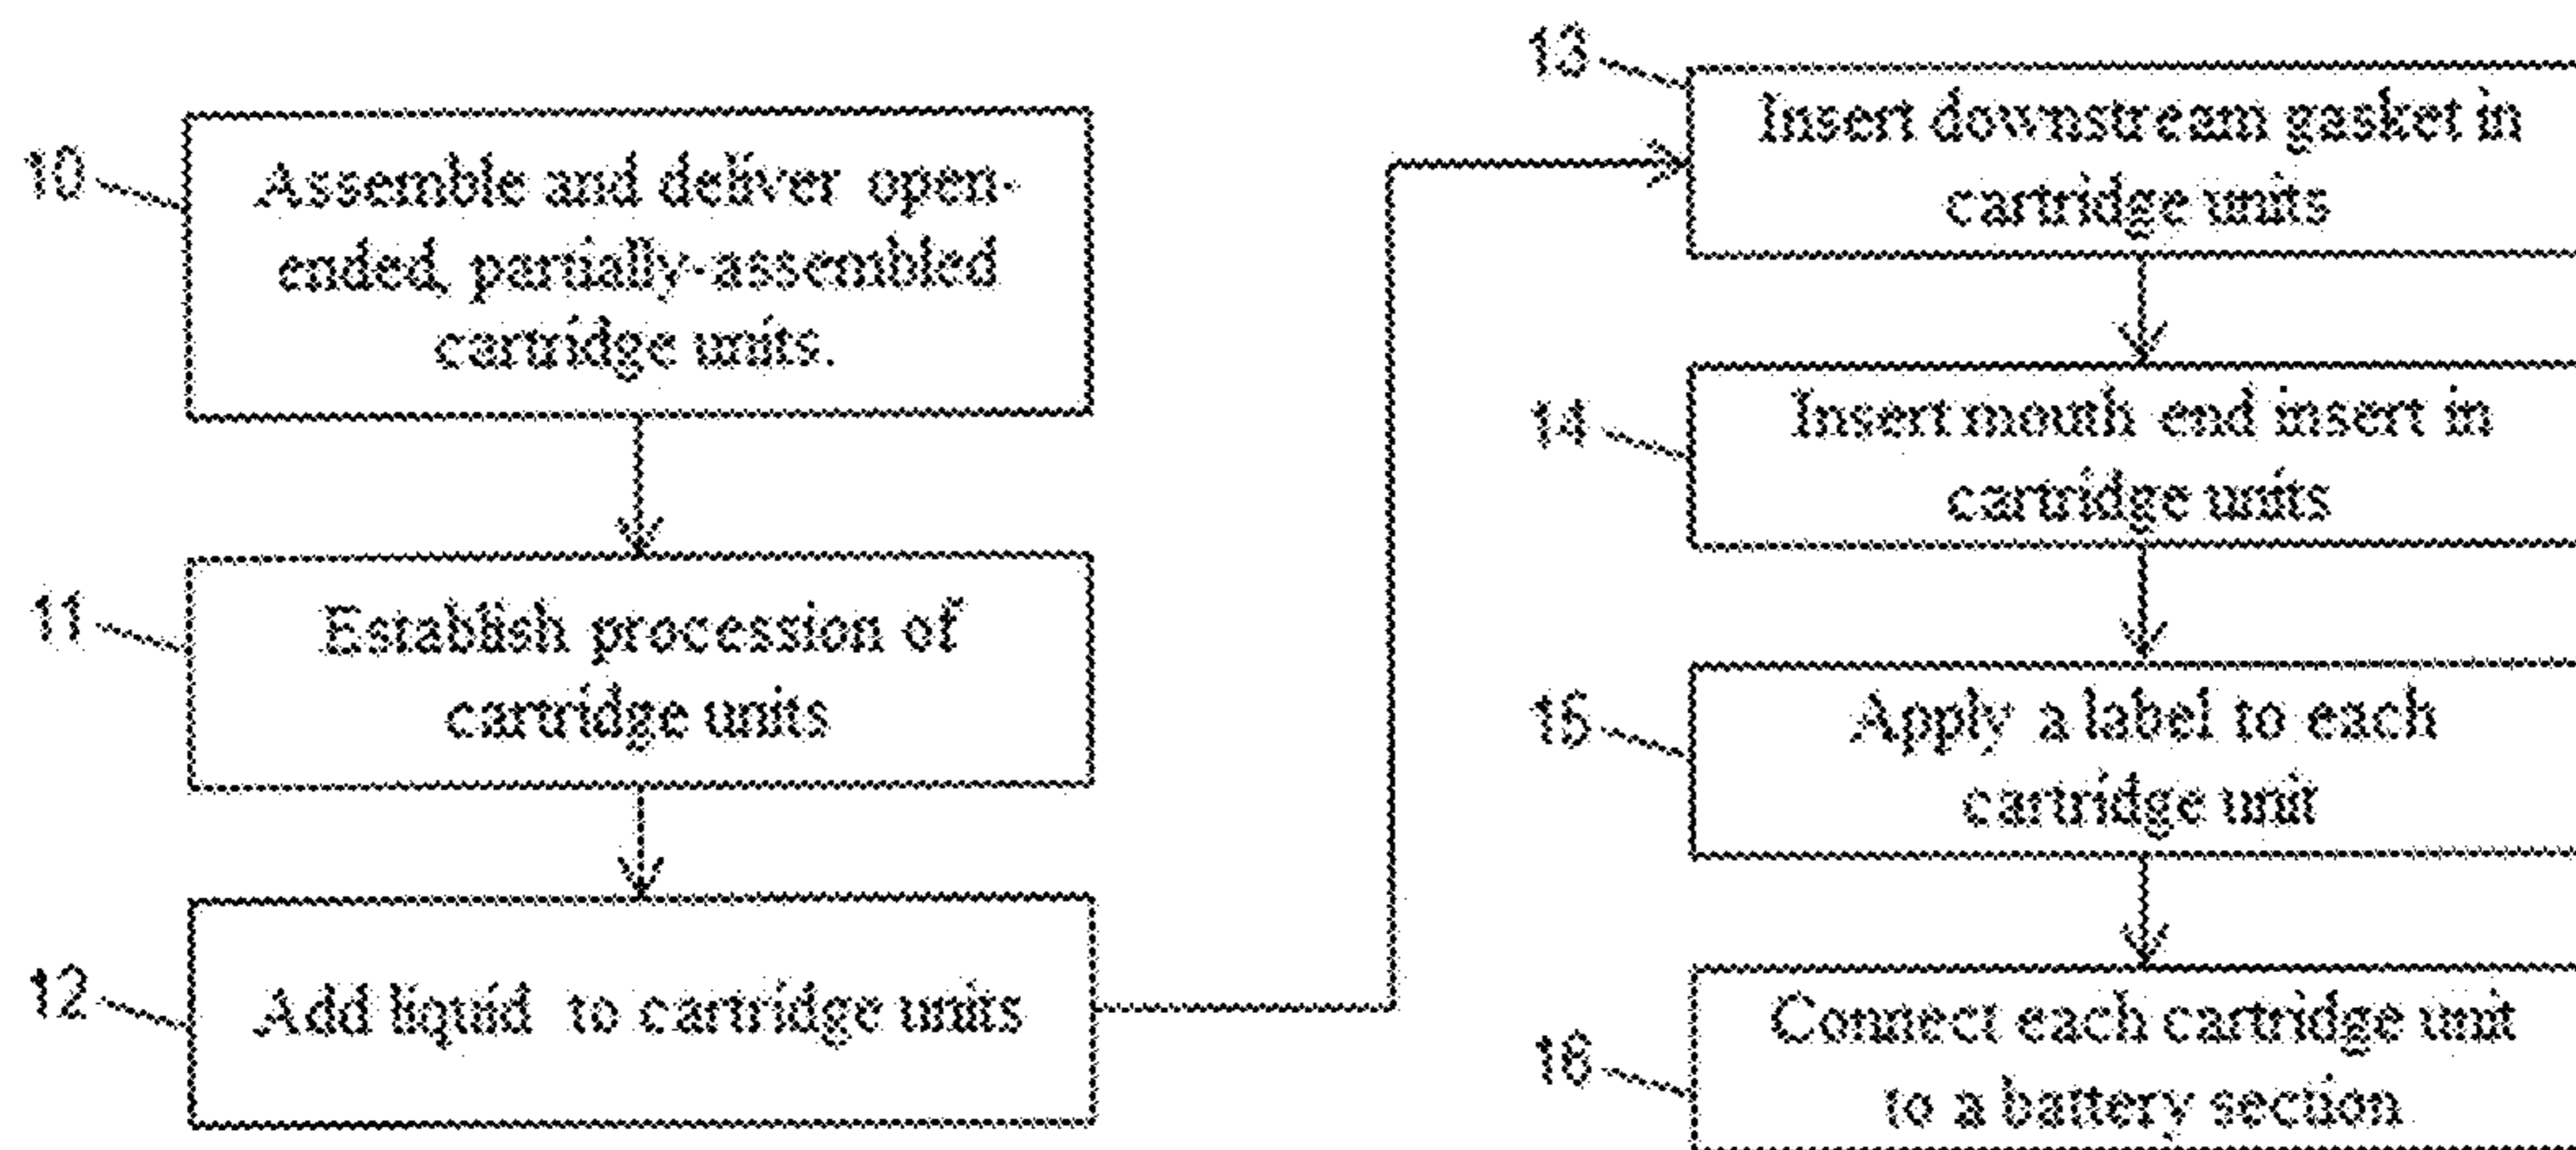 10
Assemble and deliver open-
ended, partially-assembled
cartridge units.
11
Establish procession of
cartridge units
12
Add liquid to cartridge units
13
Insert downstream gasket in
cartridge units
14
Insert mouth end insert in
cartridge units
15
Apply a label to each
cartridge unit
16
Connect each cartridge unit
to a battery section